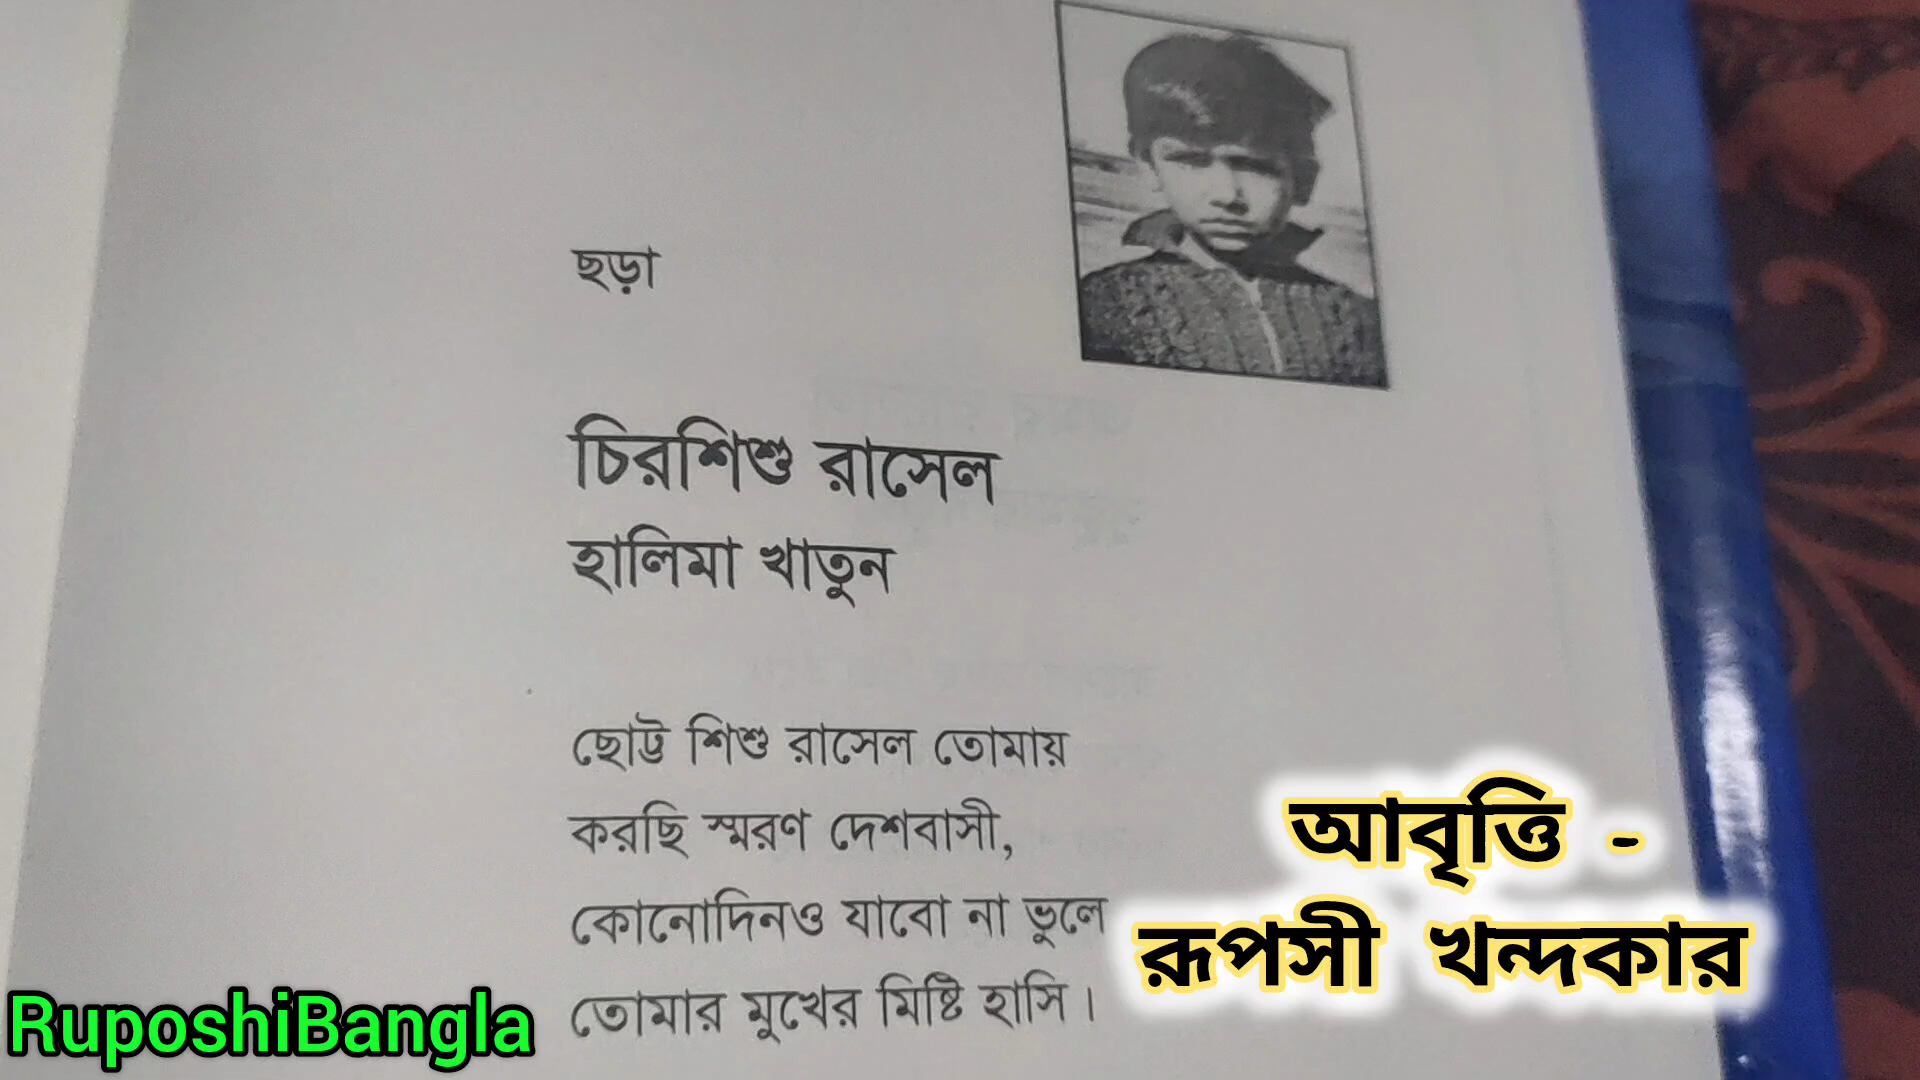 ছড়া
চিরশিশু রাসেল
হালিমা খাতুন
ছোট্ট শিশু রাসেল তোমায়
করছি স্মরণ দেশবাসী,
কোনোদিনও যাবো না ভুলে
তোমার মুখের মিষ্টি হাসি।
আবৃত্তি -
রূপসী খন্দকার
RuposhiBangla